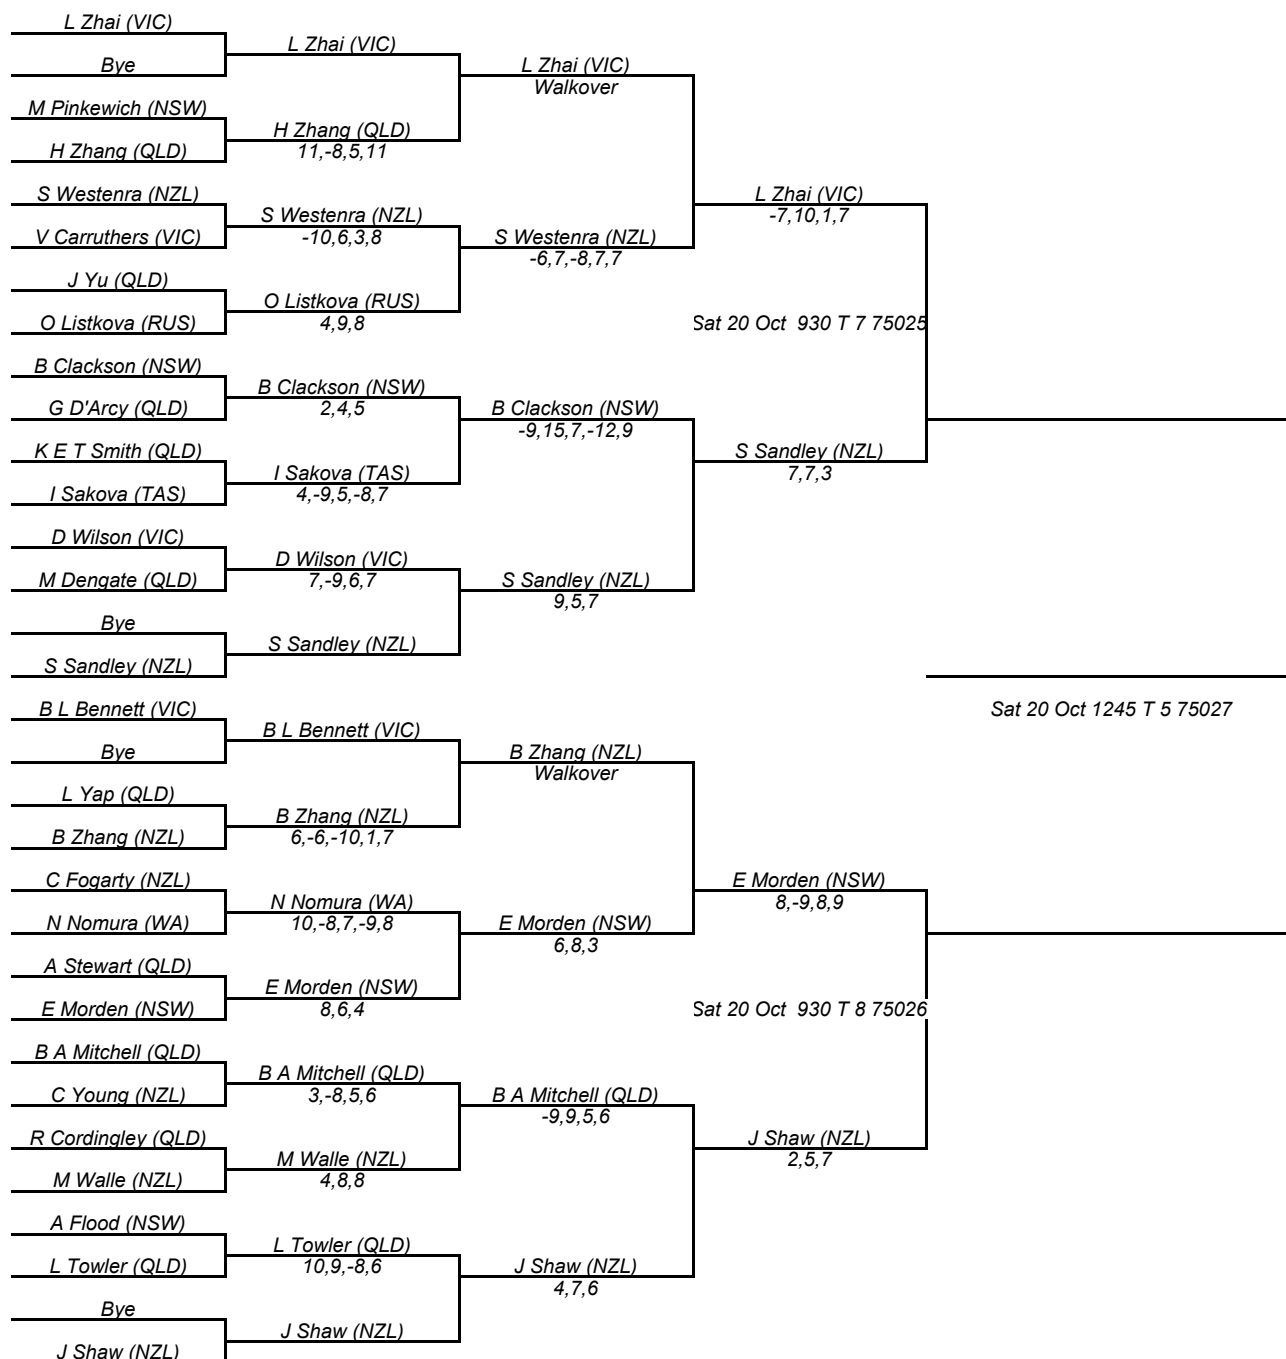 L Zhai (VIC)
L Zhai (VIC)
Bye
L Zhai (VIC)
Walkover
M Pinkewich (NSW)
H Zhang (QLD)
11,-8,5,11
H Zhang (QLD)
L Zhai (VIC)
-7,10,1,7
S Westenra (NZL)
S Westenra (NZL)
-10,6,3,8
V Carruthers (VIC)
S Westenra (NZL)
-6,7,-8,7,7
J Yu (QLD)
O Listkova (RUS)
4,9,8
O Listkova (RUS)
Sat 20 Oct  930 T 7 75025
B Clackson (NSW)
B Clackson (NSW)
2,4,5
G D'Arcy (QLD)
B Clackson (NSW)
-9,15,7,-12,9
K E T Smith (QLD)
I Sakova (TAS)
4,-9,5,-8,7
I Sakova (TAS)
S Sandley (NZL)
7,7,3
D Wilson (VIC)
D Wilson (VIC)
7,-9,6,7
M Dengate (QLD)
S Sandley (NZL)
9,5,7
Bye
S Sandley (NZL)
S Sandley (NZL)
Sat 20 Oct 1245 T 5 75027
B L Bennett (VIC)
B L Bennett (VIC)
Bye
B Zhang (NZL)
Walkover
L Yap (QLD)
B Zhang (NZL)
6,-6,-10,1,7
B Zhang (NZL)
E Morden (NSW)
8,-9,8,9
C Fogarty (NZL)
N Nomura (WA)
10,-8,7,-9,8
N Nomura (WA)
E Morden (NSW)
6,8,3
A Stewart (QLD)
E Morden (NSW)
8,6,4
E Morden (NSW)
Sat 20 Oct  930 T 8 75026
B A Mitchell (QLD)
B A Mitchell (QLD)
3,-8,5,6
C Young (NZL)
B A Mitchell (QLD)
-9,9,5,6
R Cordingley (QLD)
M Walle (NZL)
4,8,8
M Walle (NZL)
J Shaw (NZL)
2,5,7
A Flood (NSW)
L Towler (QLD)
10,9,-8,6
L Towler (QLD)
J Shaw (NZL)
4,7,6
Bye
J Shaw (NZL)
J Shaw (NZL)